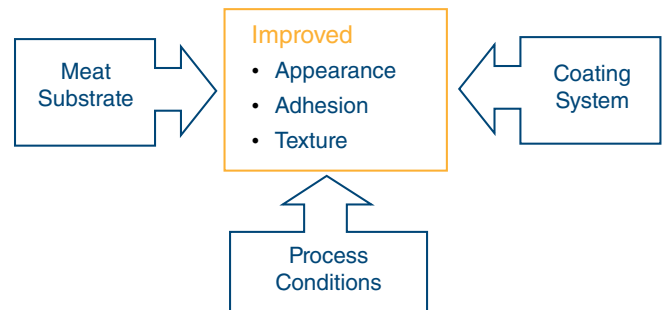 Meat
Substrate
Improved
• Appearance
• Adhesion
• Texture
Coating
System
Process
Conditions